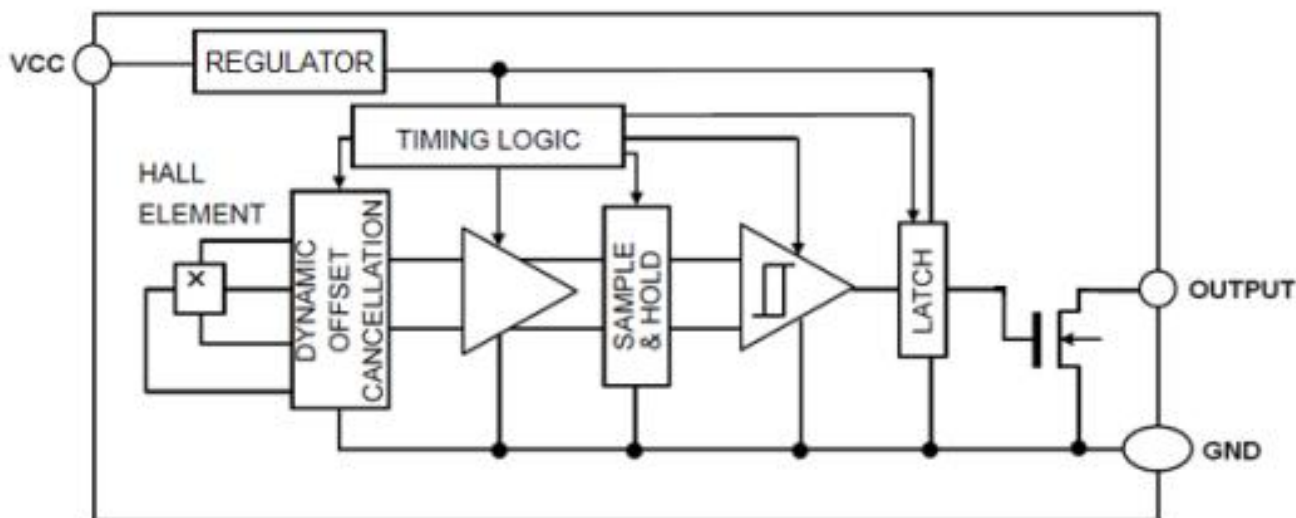 VCC
REGULATOR
TIMING LOGIC
HALL
ELEMENT
DYNAMIC
OFFSET
CANCELLATION
SAMPLE
& HOLD
LATCH
OUTPUT
GND